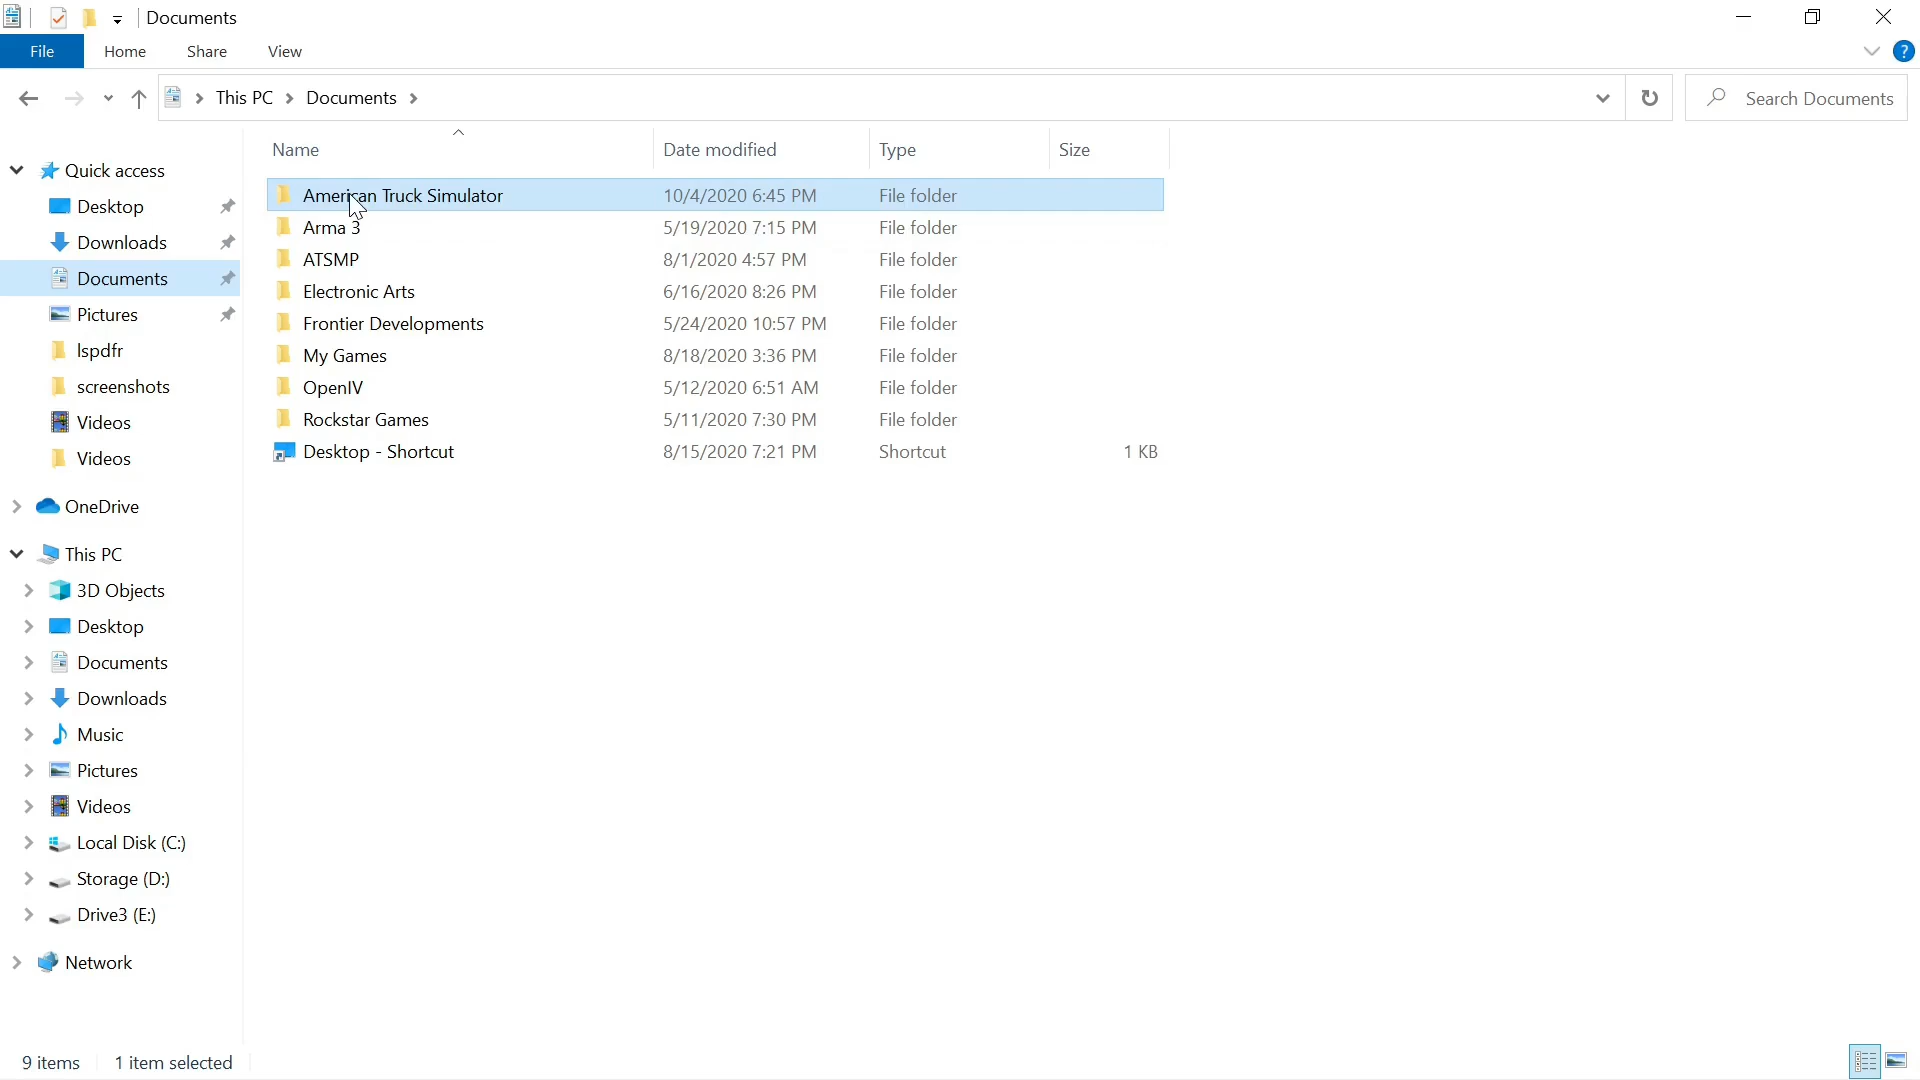 Documents
File Home Share View ?
This PC Documents Search Documents
Name Date modified Type Size
Quick access
Desktop
Downloads
Documents
Pictures
lspdfr
screenshots
Videos
Videos
OneDrive
This PC
3D Objects
Desktop
Documents
Downloads
Music
Pictures
Videos
Local Disk (C:)
Storage (D:)
Drive3 (E:)
Network
American Truck Simulator 10/4/2020 6:45 PM File folder
Arma 3 5/19/2020 7:15 PM File folder
ATSMP 8/1/2020 4:57 PM File folder
Electronic Arts 6/16/2020 8:26 PM File folder
Frontier Developments 5/24/2020 10:57 PM File folder
My Games 8/18/2020 3:36 PM File folder
OpenIV 5/12/2020 6:51 AM File folder
Rockstar Games 5/11/2020 7:30 PM File folder
Desktop - Shortcut 8/15/2020 7:21 PM Shortcut 1 KB
9 items 1 item selected